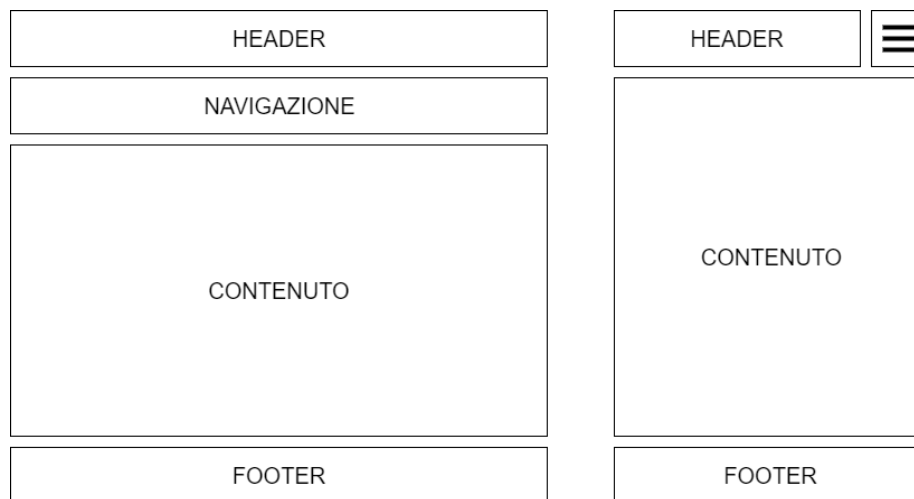 HEADER
NAVIGAZIONE
CONTENUTO
FOOTER
HEADER
CONTENUTO
FOOTER